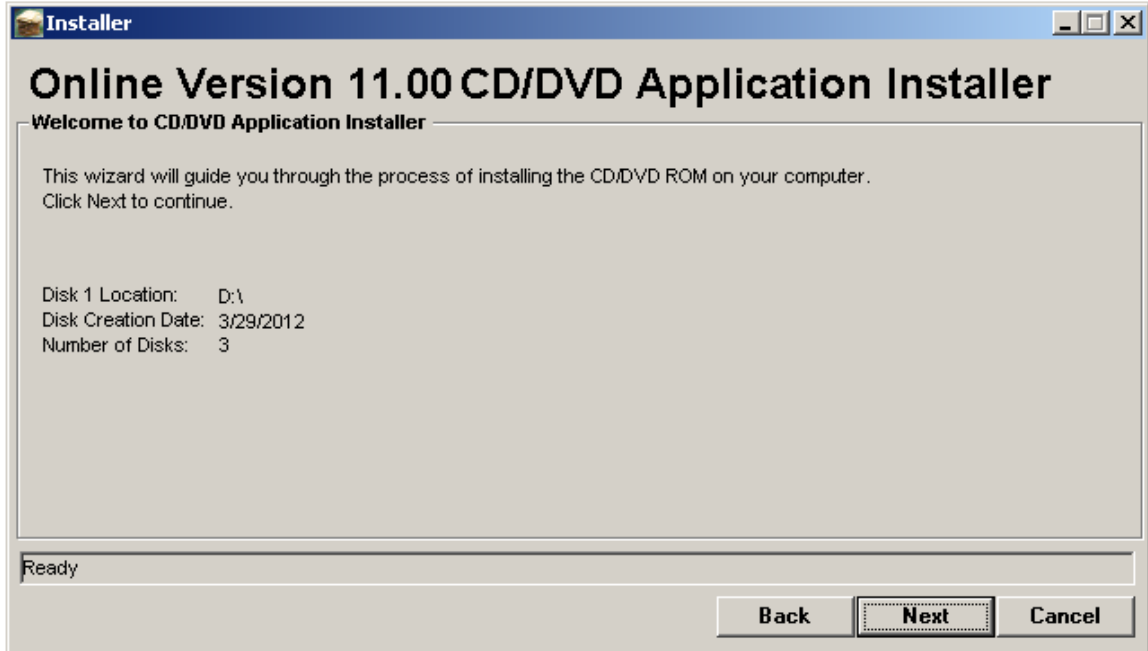 Installer
Online Version 11.00 CD/DVD Application Installer
Welcome to CD/DVD Application Installer
This wizard will guide you through the process of installing the CD/DVD ROM on your computer.
Click Next to continue.
Disk 1 Location: D:\
Disk Creation Date: 3/29/2012
Number of Disks: 3
Ready
Back Next Cancel